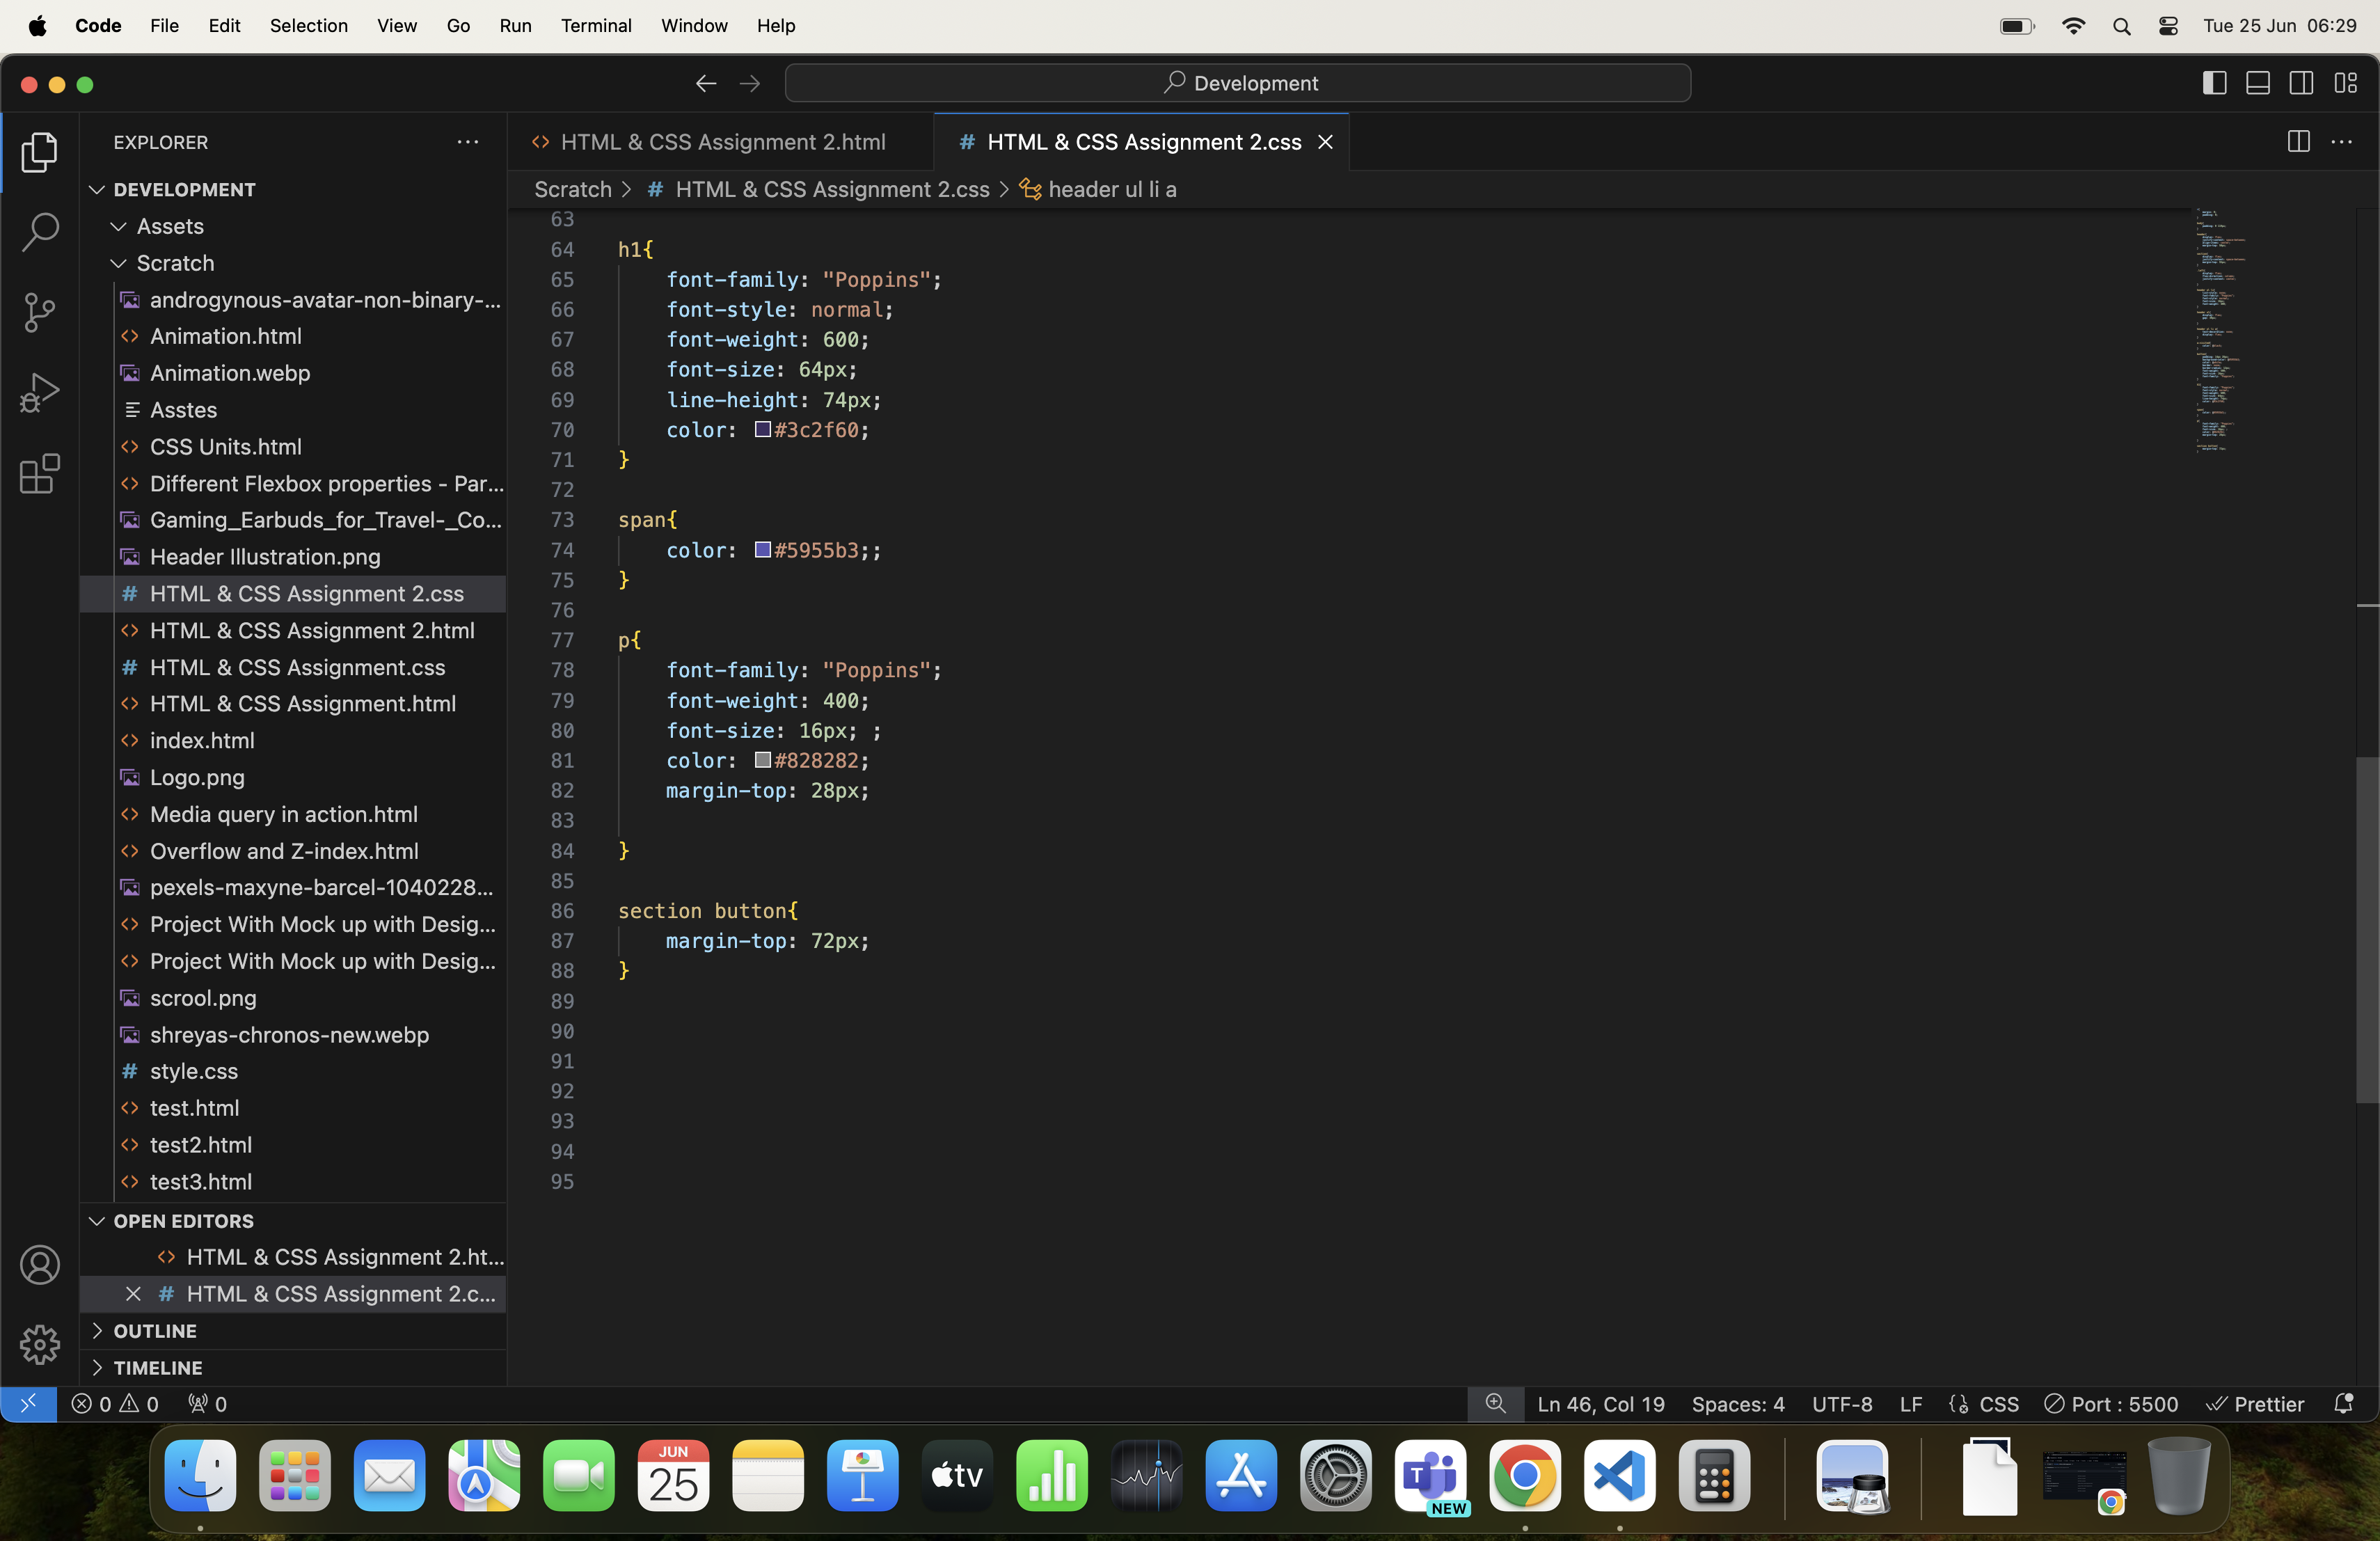 Code File Edit Selection View Go Run Terminal Window Help Tue 25 Jun 06:29
Development
EXPLORER
DEVELOPMENT
Assets
Scratch
androgynous-avatar-non-binary-...
Animation.html
Animation.webp
Asstes
CSS Units.html
Different Flexbox properties - Par...
Gaming_Earbuds_for_Travel-_Co...
Header Illustration.png
HTML & CSS Assignment 2.css
HTML & CSS Assignment 2.html
HTML & CSS Assignment.css
HTML & CSS Assignment.html
index.html
Logo.png
Media query in action.html
Overflow and Z-index.html
pexels-maxyne-barcel-1040228...
Project With Mock up with Desig...
Project With Mock up with Desig...
scrool.png
shreyas-chronos-new.webp
style.css
test.html
test2.html
test3.html
OPEN EDITORS
HTML & CSS Assignment 2.ht...
HTML & CSS Assignment 2.c...
OUTLINE
TIMELINE
HTML & CSS Assignment 2.html # HTML & CSS Assignment 2.css
Scratch > # HTML & CSS Assignment 2.css > header ul li a
63
64 h1{
65 font-family: "Poppins";
66 font-style: normal;
67 font-weight: 600;
68 font-size: 64px;
69 line-height: 74px;
70 color: #3c2f60;
71 }
72
73 span{
74 color: #5955b3;;
75 }
76
77 p{
78 font-family: "Poppins";
79 font-weight: 400;
80 font-size: 16px; ;
81 color: #828282;
82 margin-top: 28px;
83
84 }
85
86 section button{
87 margin-top: 72px;
88 }
89
90
91
92
93
94
95
0 0 0 Ln 46, Col 19 Spaces: 4 UTF-8 LF CSS Port : 5500 Prettier
JUN
25
tv
NEW